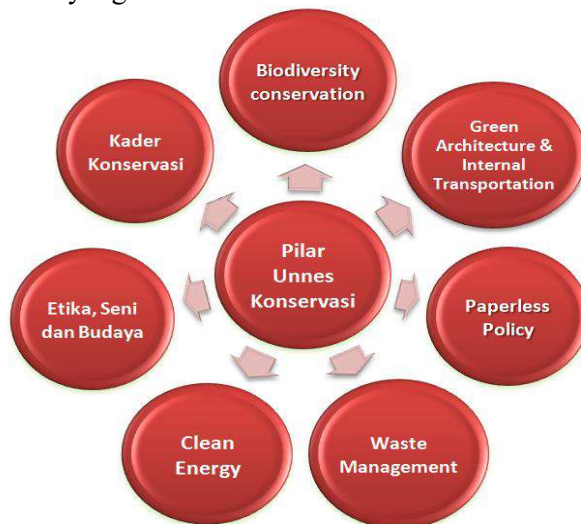 Biodiversity
conservation
Green
Architecture &
Internal
Transportation
Paperless
Policy
Waste
Management
Clean
Energy
Etika, Seni
dan Budaya
Kader
Konservasi
Pilar
Unnes
Konservasi